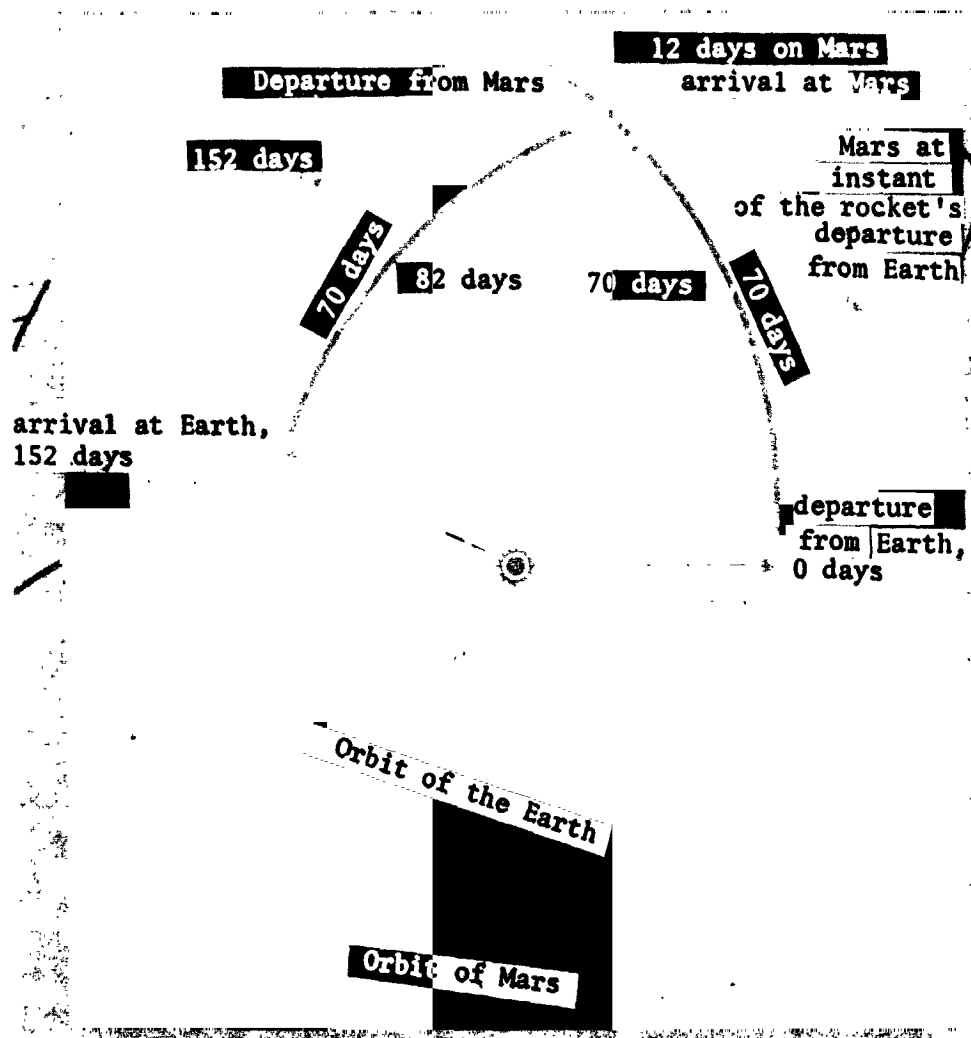 12 days on Mars
Departure from Mars
arrival at Mars
152 days
Mars at
instant
of the rocket's
departure
from Earth
70 days
82 days
70 days
70 days
arrival at Earth,
152 days
departure
from Earth,
0 days
Orbit of the Earth
Orbit of Mars